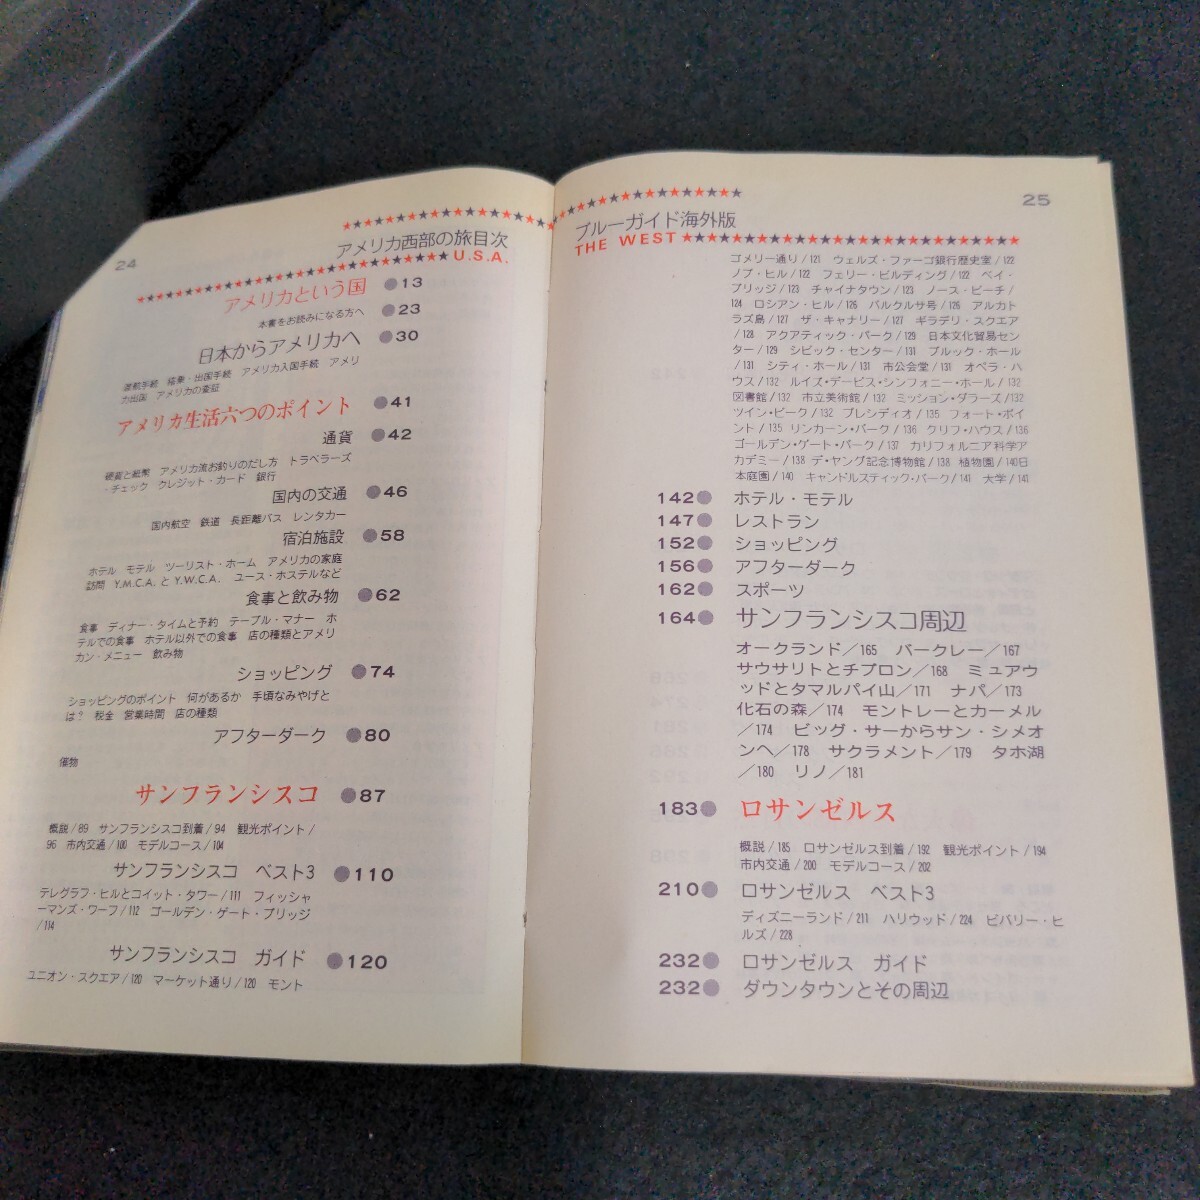 24
アメリカ西部の旅目次
U.S.A.
アメリカという国 ●13
本書をお読みになる方へ ●23
日本からアメリカへ ●30
渡航手続 搭乗・出国手続 アメリカ入国手続 アメリ
カ出国 アメリカの査証
アメリカ生活六つのポイント ●41
通貨 ●42
硬貨と紙幣 アメリカ流お釣りのだし方 トラベラーズ
・チェック クレジット・カード 銀行
国内の交通 ●46
国内航空 鉄道 長距離バス レンタカー
宿泊施設 ●58
ホテル モテル ツーリスト・ホーム アメリカの家庭
訪問 Y.M.C.A.とY.W.C.A. ユース・ホステルなど
食事と飲み物 ●62
食事 ディナー・タイムと予約 テーブル・マナー ホ
テルでの食事 ホテル以外での食事 店の種類とアメリ
カン・メニュー 飲み物
ショッピング ●74
ショッピングのポイント 何があるか 手頃なみやげと
は? 税金 営業時間 店の種類
アフターダーク ●80
催物
サンフランシスコ ●87
概説/89 サンフランシスコ到着/94 観光ポイント/
96 市内交通/100 モデルコース/104
サンフランシスコ ベスト3 ●110
テレグラフ・ヒルとコイット・タワー/111 フィッシャ
ーマンズ・ワーフ/112 ゴールデン・ゲート・ブリッジ
/114
サンフランシスコ ガイド ●120
ユニオン・スクエア/120 マーケット通り/120 モント
25
ブルーガイド海外版
THE WEST
ゴメリー通り/121 ウェルズ・ファーゴ銀行歴史室/122
ノブ・ヒル/122 フェリー・ビルディング/122 ベイ・
ブリッジ/123 チャイナタウン/123 ノース・ビーチ/
124 ロシアン・ヒル/126 バルクルサ号/126 アルカト
ラズ島/127 ザ・キャナリー/127 ギラデリ・スクエア
/128 アクアティック・パーク/129 日本文化貿易セン
ター/129 シビック・センター/131 ブルック・ホール
/131 シティ・ホール/131 市公会堂/131 オペラ・ハ
ウス/132 ルイズ・デービス・シンフォニー・ホール/132
図書館/132 市立美術館/132 ミッション・ダラーズ/132
ツイン・ピーク/132 プレシディオ/135 フォート・ポイ
ント/135 リンカーン・パーク/136 クリフ・ハウス/136
ゴールデン・ゲート・パーク/137 カリフォルニア科学ア
カデミー/138 デ・ヤング記念博物館/138 植物園/140日
本庭園/140 キャンドルスティック・パーク/141 大学/141
142● ホテル・モテル
147● レストラン
152● ショッピング
156● アフターダーク
162● スポーツ
164● サンフランシスコ周辺
オークランド/165 バークレー/167
サウサリトとチブロン/168 ミュアウ
ッドとタマルパイ山/171 ナパ/173
化石の森/174 モントレーとカーメル
/174 ビッグ・サーからサン・シメオ
ンへ/178 サクラメント/179 タホ湖
/180 リノ/181
183● ロサンゼルス
概説/185 ロサンゼルス到着/192 観光ポイント/194
市内交通/200 モデルコース/202
210● ロサンゼルス ベスト3
ディズニーランド/211 ハリウッド/224 ビバリー・ヒ
ルズ/228
232● ロサンゼルス ガイド
232● ダウンタウンとその周辺